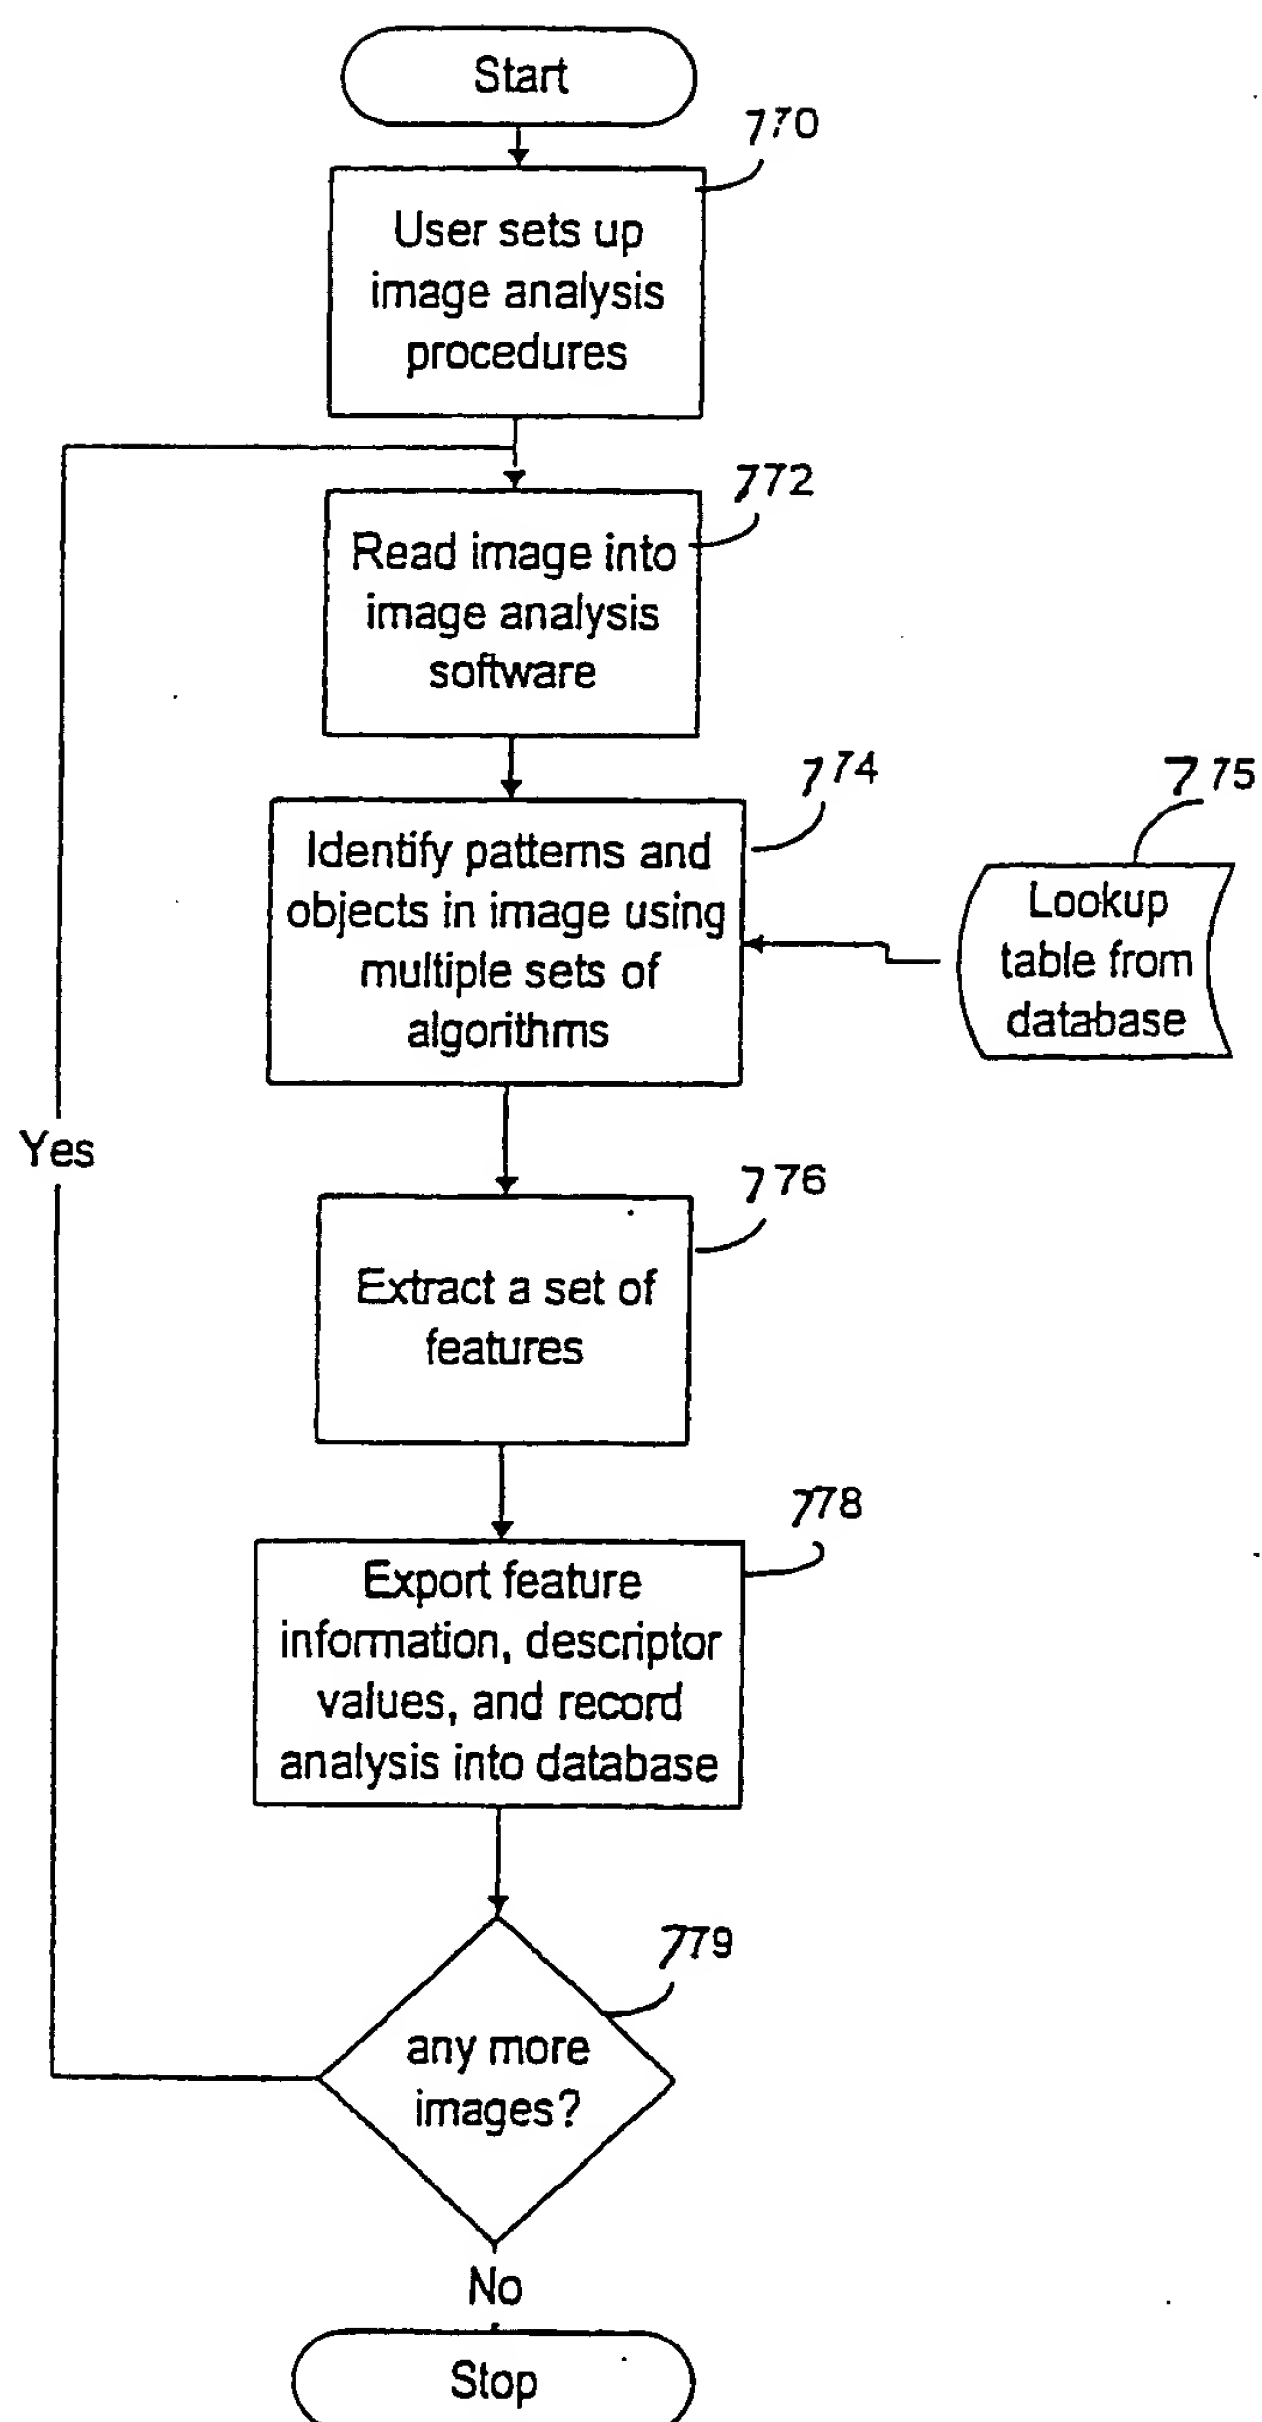 Start
770
User sets up
image analysis
procedures
772
Read image into
image analysis
software
774
775
Identify patterns and
objects in image using
multiple sets of
algorithms
Lookup
table from
database
Yes
776
Extract a set of
features
778
Export feature
information, descriptor
values, and record
analysis into database
779
any more
images?
No
Stop